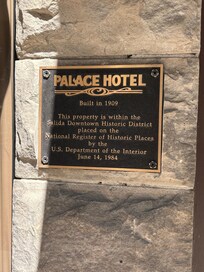 PALACE HOTEL
Built in 1909
This property is within the
Salida Downtown Historic District
placed on the
National Register of Historic Places
by the
U.S. Department of the Interior
June 14, 1984